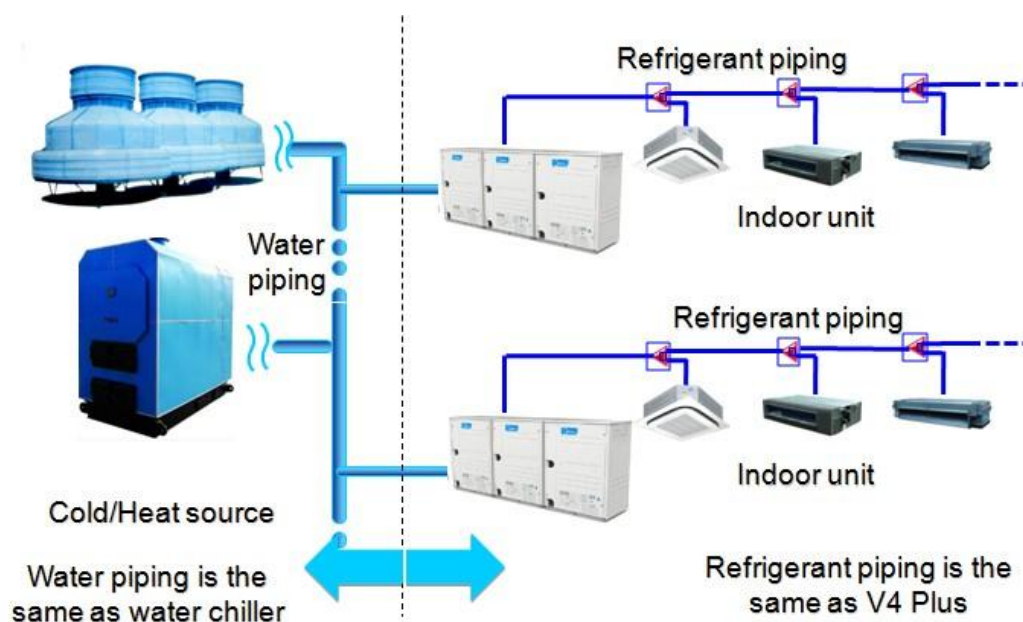 Refrigerant piping
Indoor unit
Water
piping
Refrigerant piping
Indoor unit
Cold/Heat source
Water piping is the
same as water chiller
Refrigerant piping is the
same as V4 Plus